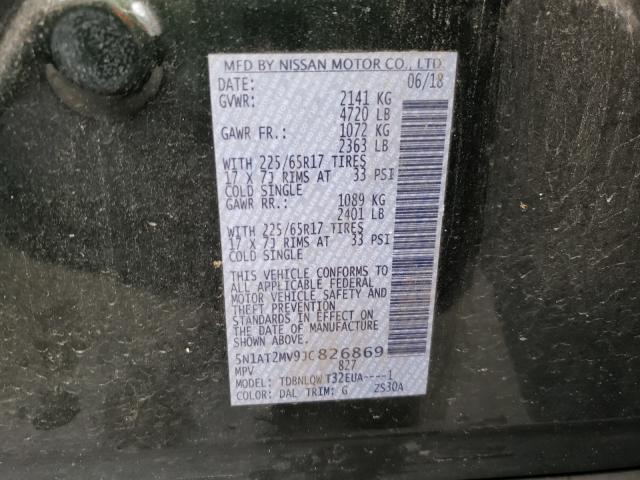 MFD BY NISSAN MOTOR CO., LTD.
DATE: 06/18
GVWR: 2141 KG
4720 LB
GAWR FR.: 1072 KG
2363 LB
WITH 225/65R17 TIRES
17 X 7J RIMS AT 33 PSI
COLD SINGLE
GAWR RR.: 1089 KG
2401 LB
WITH 225/65R17 TIRES
17 X 7J RIMS AT 33 PSI
COLD SINGLE
THIS VEHICLE CONFORMS TO
ALL APPLICABLE FEDERAL
MOTOR VEHICLE SAFETY AND
THEFT PREVENTION
STANDARDS IN EFFECT ON
THE DATE OF MANUFACTURE
SHOWN ABOVE.
5N1AT2MV9JC826869
MPV 827
MODEL: TDBNLQW T32EUA----1
COLOR: DAL TRIM: G ZS30A